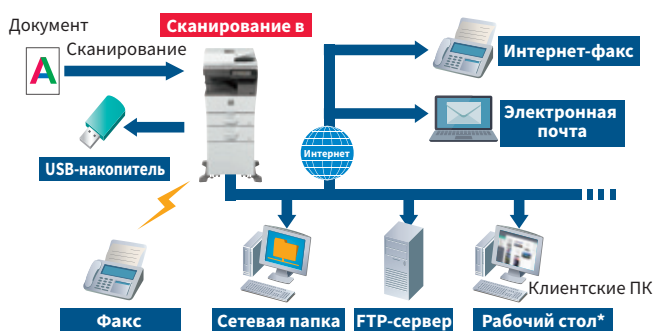 Документ
Сканирование в
Сканирование
A
Интернет-факс
Электронная
почта
Интернет
USB-накопитель
Клиентские ПК
Факс
Сетевая папка
FTP-сервер
Рабочий стол*